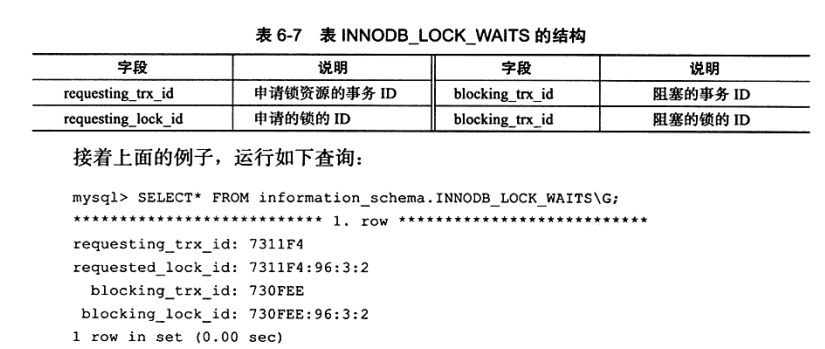 表 6-7 表 INNODB_LOCK_WAITS 的结构
字段 说明 字段 说明
requesting_trx_id 申请锁资源的事务 ID blocking_trx_id 阻塞的事务 ID
requesting_lock_id 申请的锁的 ID blocking_trx_id 阻塞的锁的 ID
接着上面的例子，运行如下查询：
mysql> SELECT* FROM information_schema.INNODB_LOCK_WAITS\G;
*************************** 1. row ***************************
requesting_trx_id: 7311F4
requested_lock_id: 7311F4:96:3:2
blocking_trx_id: 730FEE
blocking_lock_id: 730FEE:96:3:2
1 row in set (0.00 sec)